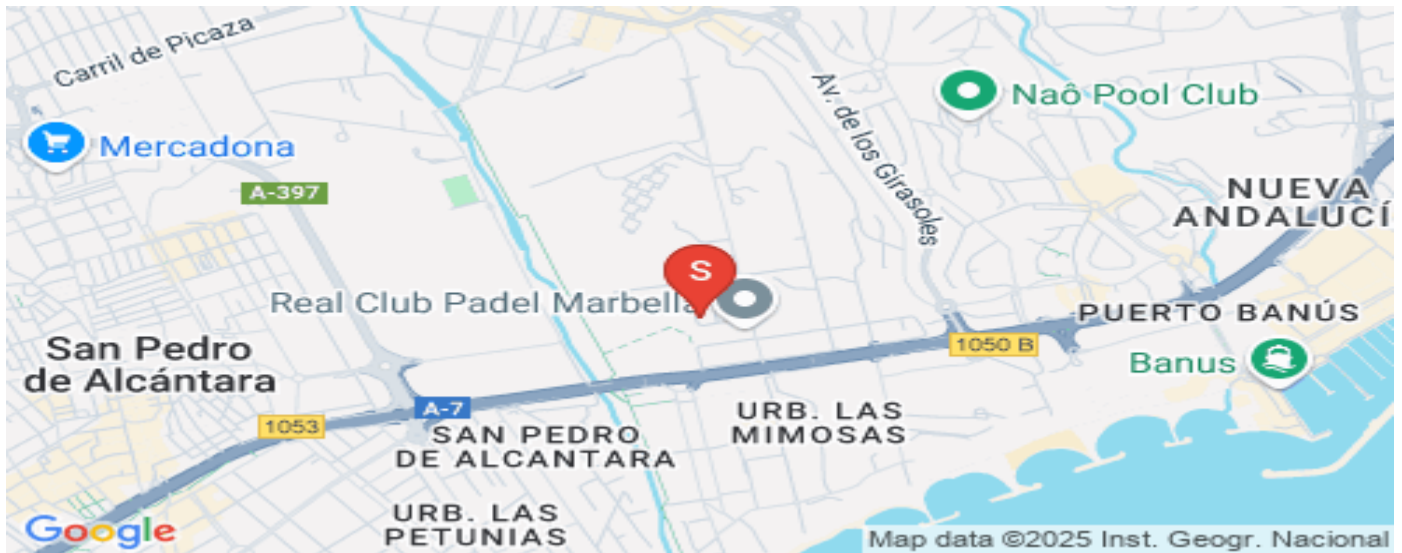 Carril de Picaza
Mercadona
A-397
Av. de los Girasoles
Naô Pool Club
NUEVA
ANDALUCÍ
S
Real Club Padel Marbella
PUERTO BANÚS
1050 B
Banus
San Pedro
de Alcántara
A-7
1053
URB. LAS
MIMOSAS
SAN PEDRO
DE ALCANTARA
URB. LAS
PETUNIAS
Google
Map data ©2025 Inst. Geogr. Nacional